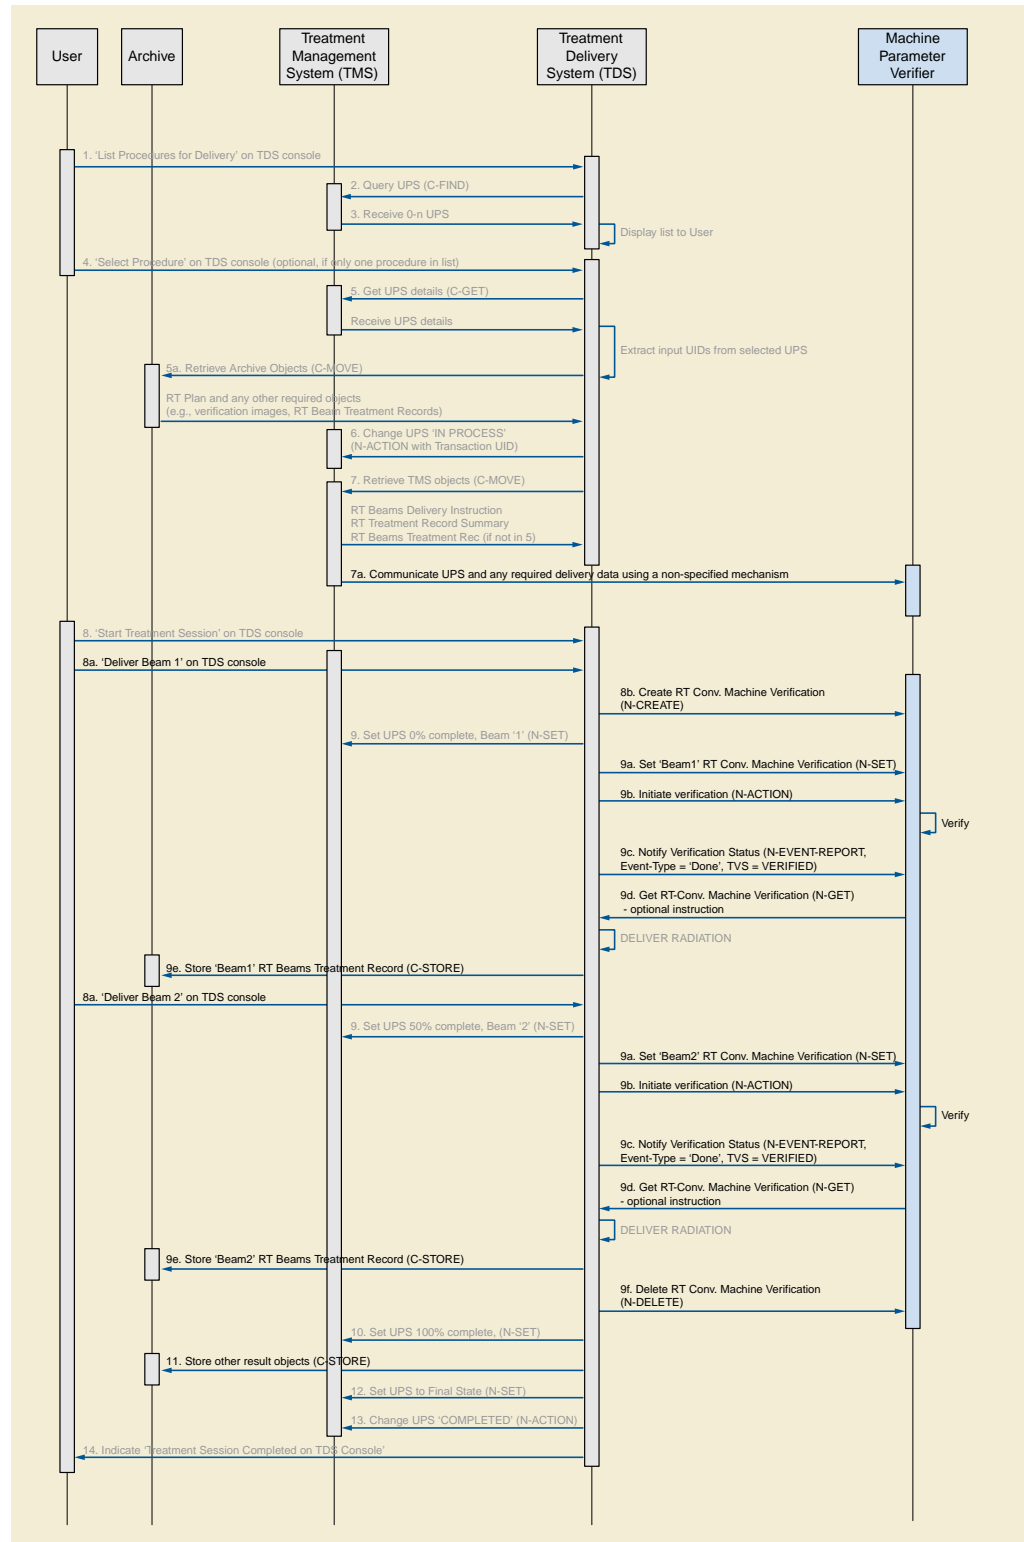 User
Archive
Treatment
Management
System (TMS)
Treatment
Delivery
System (TDS)
Machine
Parameter
Verifier
1. ‘List Procedures for Delivery’ on TDS console
2. Query UPS (C-FIND)
3. Receive 0-n UPS
Display list to User
4. ‘Select Procedure’ on TDS console (optional, if only one procedure in list)
5. Get UPS details (C-GET)
Receive UPS details
Extract input UIDs from selected UPS
5a. Retrieve Archive Objects (C-MOVE)
RT Plan and any other required objects
(e.g., verification images, RT Beam Treatment Records)
6. Change UPS ‘IN PROCESS’
(N-ACTION with Transaction UID)
7. Retrieve TMS objects (C-MOVE)
RT Beams Delivery Instruction
RT Treatment Record Summary
RT Beams Treatment Rec (if not in 5)
7a. Communicate UPS and any required delivery data using a non-specified mechanism
8. ‘Start Treatment Session’ on TDS console
8a. ‘Deliver Beam 1’ on TDS console
8b. Create RT Conv. Machine Verification
(N-CREATE)
9. Set UPS 0% complete, Beam ‘1’ (N-SET)
9a. Set ‘Beam1’ RT Conv. Machine Verification (N-SET)
9b. Initiate verification (N-ACTION)
Verify
9c. Notify Verification Status (N-EVENT-REPORT,
Event-Type = ‘Done’, TVS = VERIFIED)
9d. Get RT-Conv. Machine Verification (N-GET)
- optional instruction
DELIVER RADIATION
9e. Store ‘Beam1’ RT Beams Treatment Record (C-STORE)
8a. ‘Deliver Beam 2’ on TDS console
9. Set UPS 50% complete, Beam ‘2’ (N-SET)
9a. Set ‘Beam2’ RT Conv. Machine Verification (N-SET)
9b. Initiate verification (N-ACTION)
Verify
9c. Notify Verification Status (N-EVENT-REPORT,
Event-Type = ‘Done’, TVS = VERIFIED)
9d. Get RT-Conv. Machine Verification (N-GET)
- optional instruction
DELIVER RADIATION
9e. Store ‘Beam2’ RT Beams Treatment Record (C-STORE)
9f. Delete RT Conv. Machine Verification
(N-DELETE)
10. Set UPS 100% complete, (N-SET)
11. Store other result objects (C-STORE)
12. Set UPS to Final State (N-SET)
13. Change UPS ‘COMPLETED’ (N-ACTION)
14. Indicate ‘Treatment Session Completed on TDS Console’